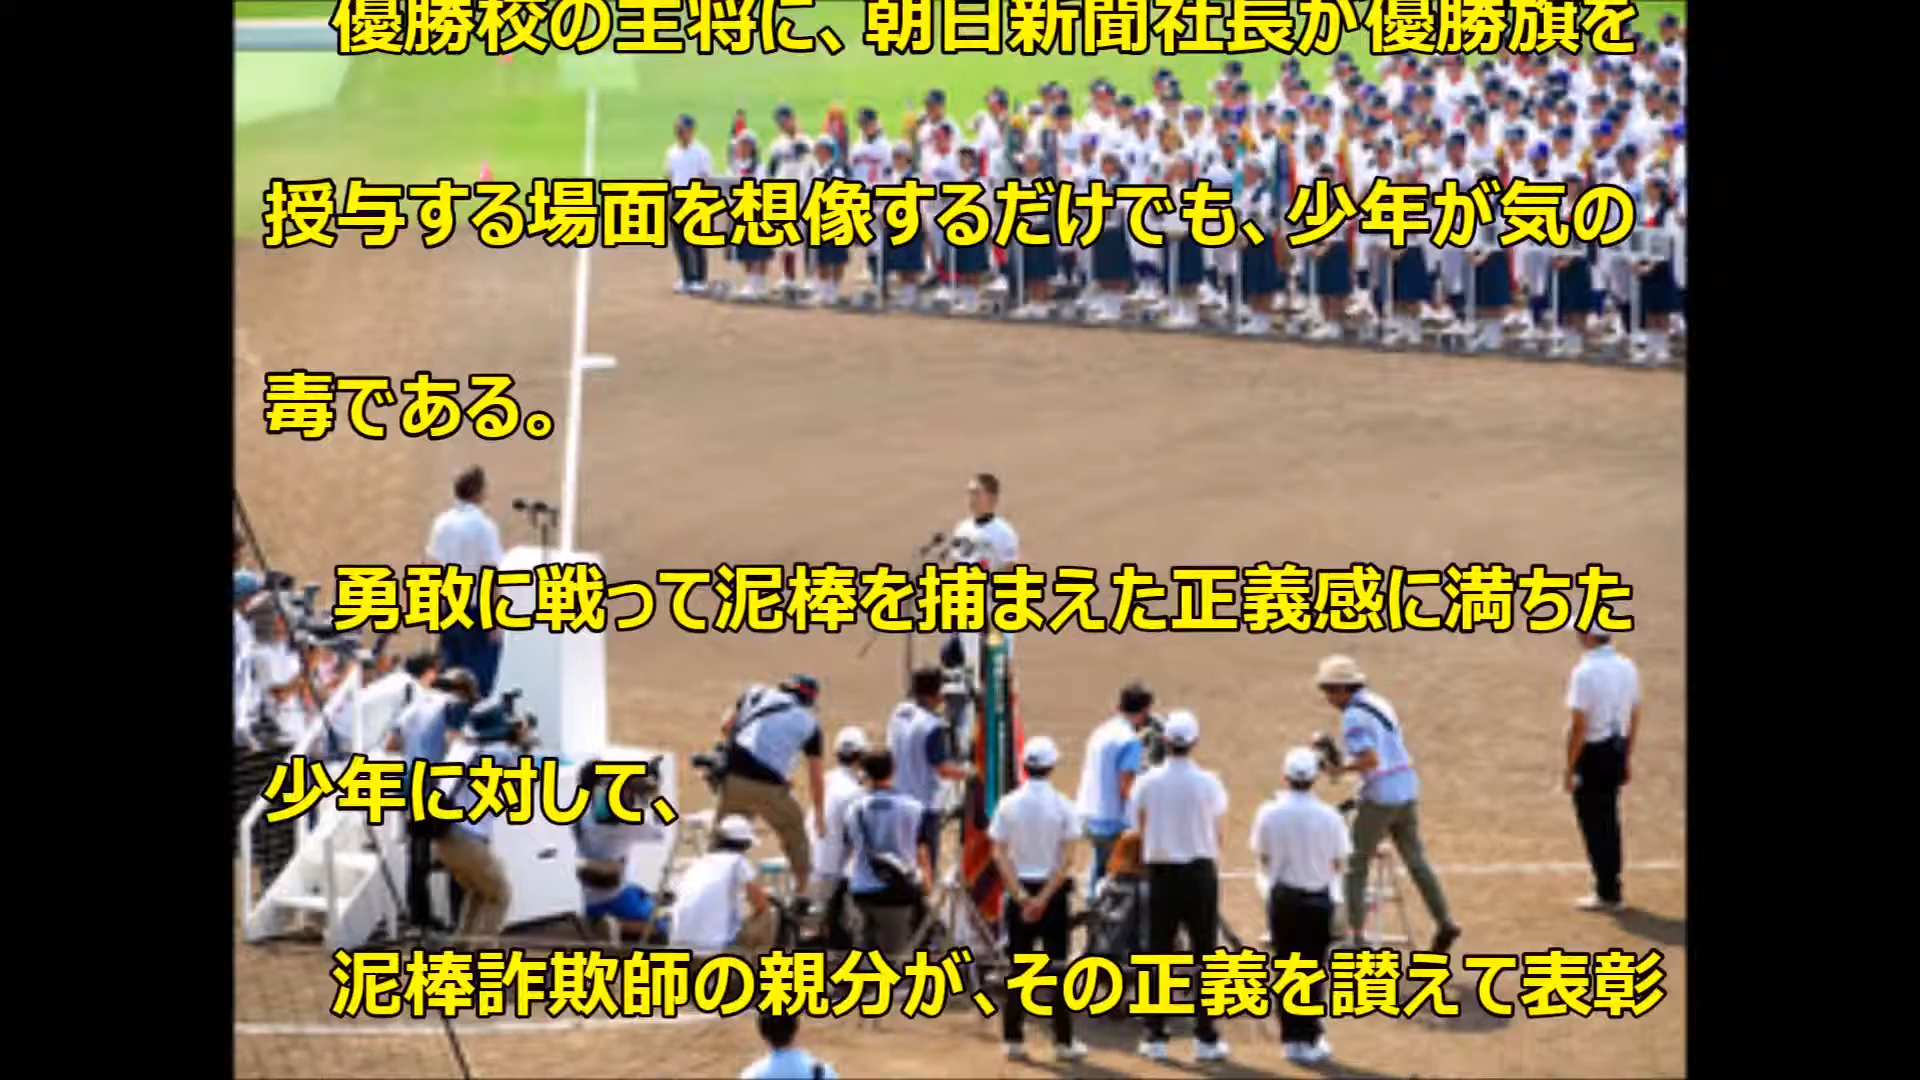 優勝校の主将に、朝日新聞社長が優勝旗を
授与する場面を想像するだけでも、少年が気の
毒である。
勇敢に戦って泥棒を捕まえた正義感に満ちた
少年に対して、
泥棒詐欺師の親分が、その正義を讃えて表彰